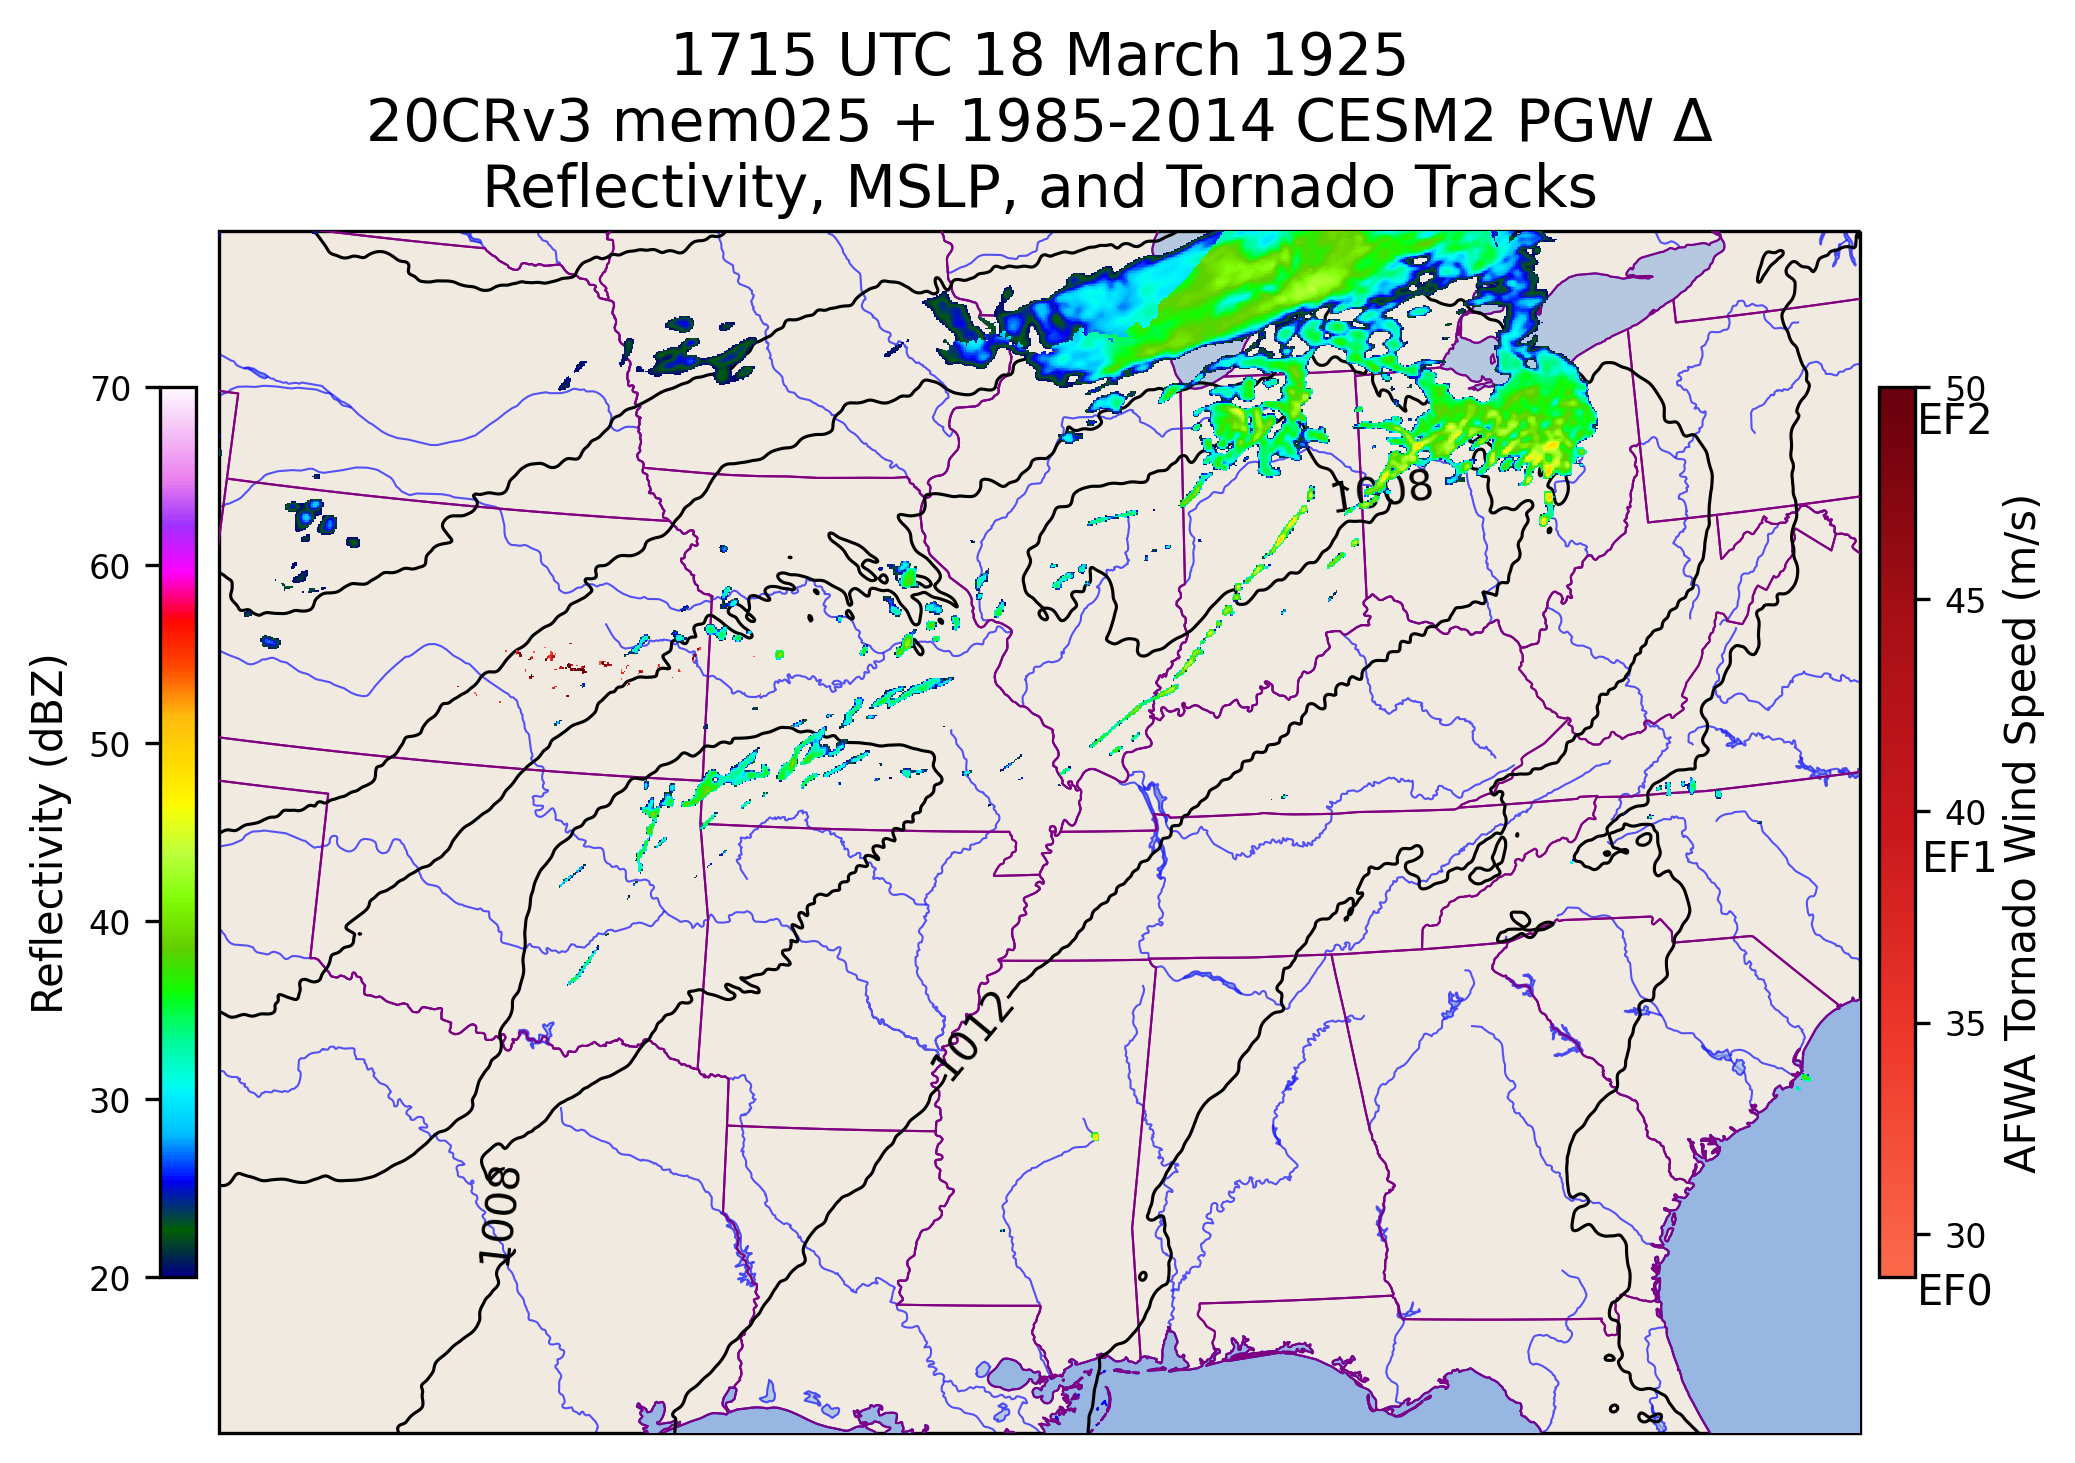 1715 UTC 18 March 1925
20CRv3 mem025 + 1985-2014 CESM2 PGW Δ
Reflectivity, MSLP, and Tornado Tracks
70
60
50
40
30
20
Reflectivity (dBZ)
1008
1012
1008
50
EF2
45
40
EF1
35
30
EF0
AFWA Tornado Wind Speed (m/s)